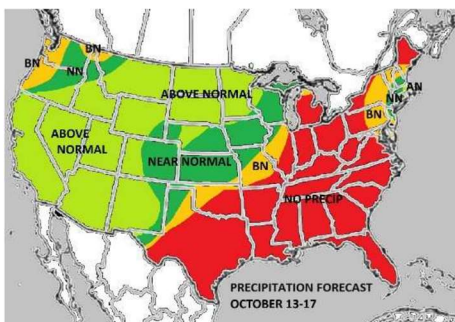 BN
BN
NN
ABOVE NORMAL
AN
NN
BN
ABOVE
NORMAL
NEAR NORMAL
BN
NO PRECIP
PRECIPITATION FORECAST
OCTOBER 13-17